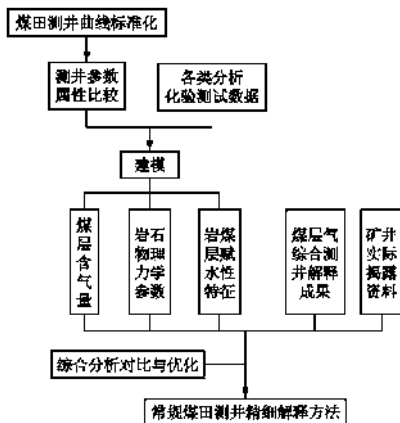 煤田测井曲线标准化
测井参数
属性比较
各类分析
化验测试数据
建模
煤层含气量
岩石物理力学参数
岩煤层赋水性特征
煤层气综合测井解释成果
矿井实际揭露资料
综合分析对比与优化
常规煤田测井精细解释方法